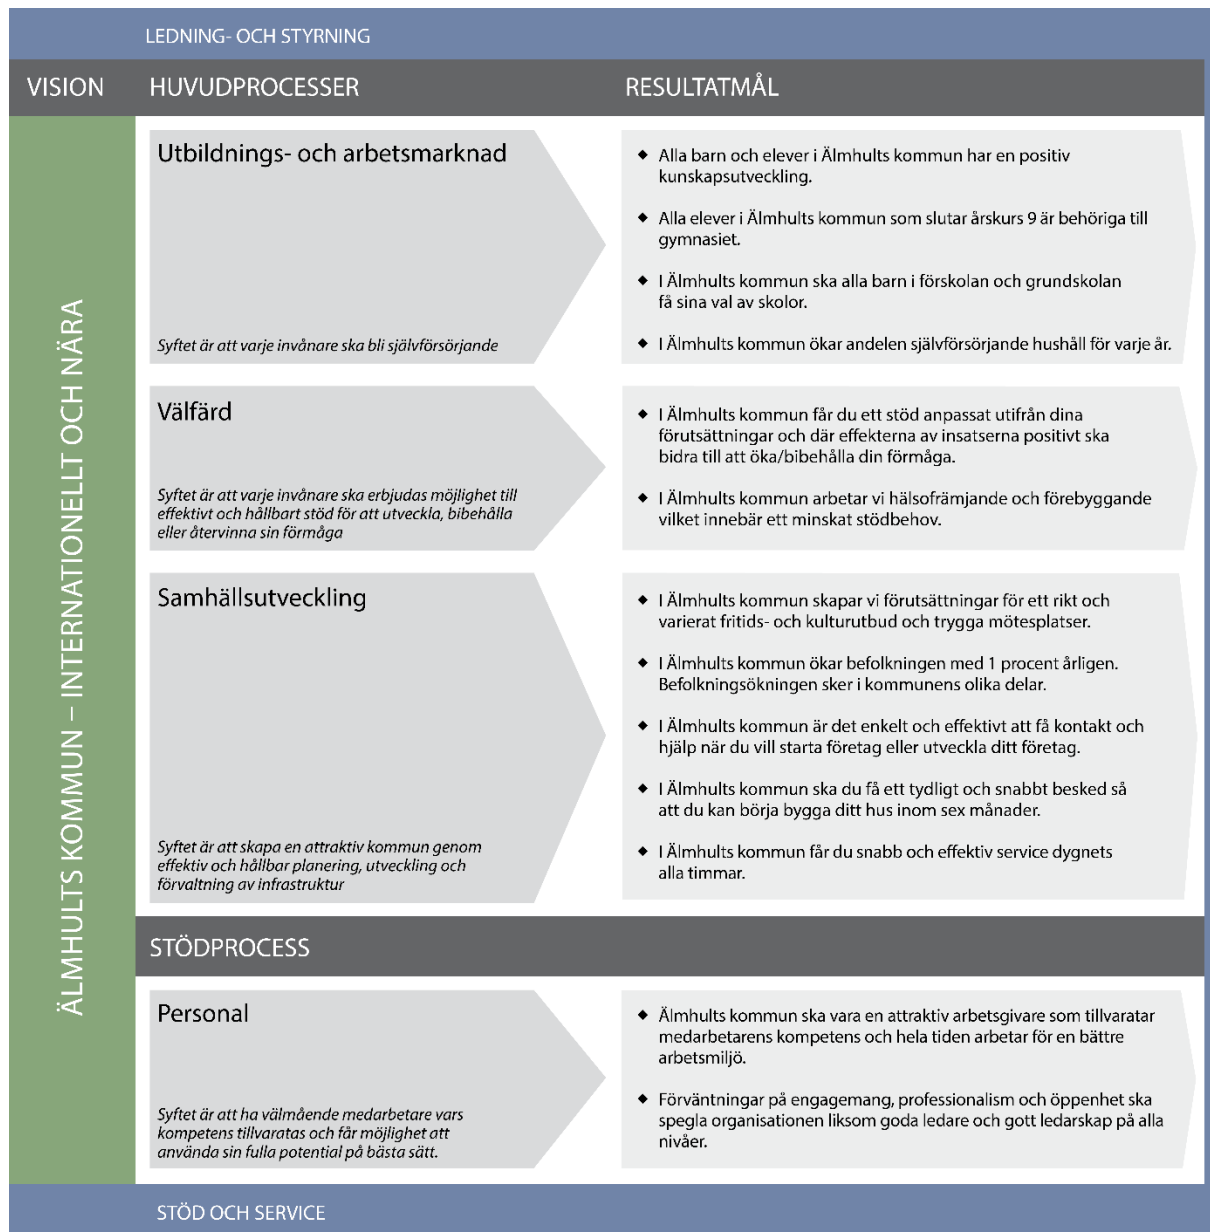 LEDNING- OCH STYRNING
VISION
HUVUDPROCESSER
RESULTATMÅL
ÄLMHULTS KOMMUN – INTERNATIONELLT OCH NÄRA
Utbildnings- och arbetsmarknad
Syftet är att varje invånare ska bli självförsörjande
◆ Alla barn och elever i Älmhults kommun har en positiv
kunskapsutveckling.
◆ Alla elever i Älmhults kommun som slutar årskurs 9 är behöriga till
gymnasiet.
◆ I Älmhults kommun ska alla barn i förskolan och grundskolan
få sina val av skolor.
◆ I Älmhults kommun ökar andelen självförsörjande hushåll för varje år.
Välfärd
Syftet är att varje invånare ska erbjudas möjlighet till
effektivt och hållbart stöd för att utveckla, bibehålla
eller återvinna sin förmåga
◆ I Älmhults kommun får du ett stöd anpassat utifrån dina
förutsättningar och där effekterna av insatserna positivt ska
bidra till att öka/bibehålla din förmåga.
◆ I Älmhults kommun arbetar vi hälsofrämjande och förebyggande
vilket innebär ett minskat stödbehov.
Samhällsutveckling
Syftet är att skapa en attraktiv kommun genom
effektiv och hållbar planering, utveckling och
förvaltning av infrastruktur
◆ I Älmhults kommun skapar vi förutsättningar för ett rikt och
varierat fritids- och kulturutbud och trygga mötesplatser.
◆ I Älmhults kommun ökar befolkningen med 1 procent årligen.
Befolkningsökningen sker i kommunens olika delar.
◆ I Älmhults kommun är det enkelt och effektivt att få kontakt och
hjälp när du vill starta företag eller utveckla ditt företag.
◆ I Älmhults kommun ska du få ett tydligt och snabbt besked så
att du kan börja bygga ditt hus inom sex månader.
◆ I Älmhults kommun får du snabb och effektiv service dygnets
alla timmar.
STÖDPROCESS
Personal
Syftet är att ha välmående medarbetare vars
kompetens tillvaratas och får möjlighet att
använda sin fulla potential på bästa sätt.
◆ Älmhults kommun ska vara en attraktiv arbetsgivare som tillvaratar
medarbetarens kompetens och hela tiden arbetar för en bättre
arbetsmiljö.
◆ Förväntningar på engagemang, professionalism och öppenhet ska
spegla organisationen liksom goda ledare och gott ledarskap på alla
nivåer.
STÖD OCH SERVICE